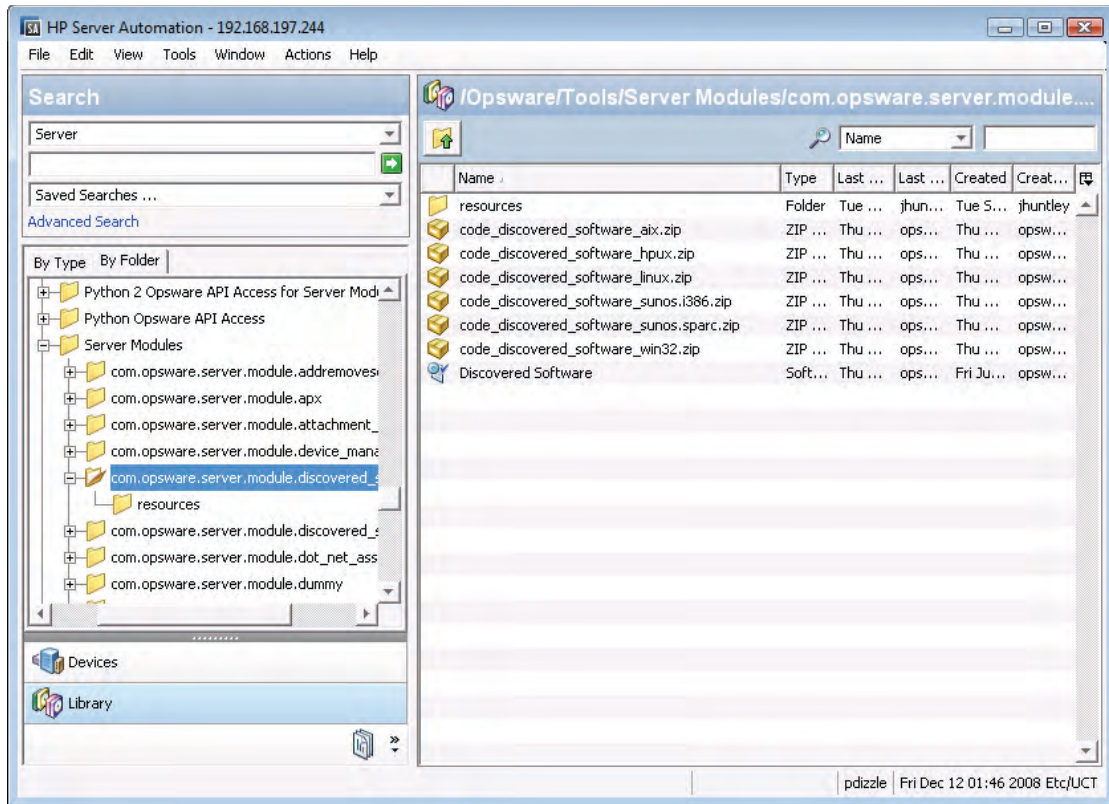 HP Server Automation - 192.168.197.244
File Edit View Tools Window Actions Help
Search
Server
Saved Searches ...
Advanced Search
By Type By Folder
Python 2 Opsware API Access for Server Modu
Python Opsware API Access
Server Modules
com.opsware.server.module.addremoves
com.opsware.server.module.apx
com.opsware.server.module.attachment_
com.opsware.server.module.device_mana
com.opsware.server.module.discovered_s
resources
com.opsware.server.module.discovered_s
com.opsware.server.module.dot_net_ass
com.opsware.server.module.dummy
Devices
Library
/Opsware/Tools/Server Modules/com.opsware.server.module....
Name
Name Type Last ... Last ... Created Creat...
resources Folder Tue ... jhun... Tue S... jhuntley
code_discovered_software_aix.zip ZIP ... Thu ... ops... Thu ... opsw...
code_discovered_software_hpux.zip ZIP ... Thu ... ops... Thu ... opsw...
code_discovered_software_linux.zip ZIP ... Thu ... ops... Thu ... opsw...
code_discovered_software_sunos.i386.zip ZIP ... Thu ... ops... Thu ... opsw...
code_discovered_software_sunos.sparc.zip ZIP ... Thu ... ops... Thu ... opsw...
code_discovered_software_win32.zip ZIP ... Thu ... ops... Thu ... opsw...
Discovered Software Soft... Thu ... ops... Fri Ju... opsw...
pdizzle Fri Dec 12 01:46 2008 Etc/UCT